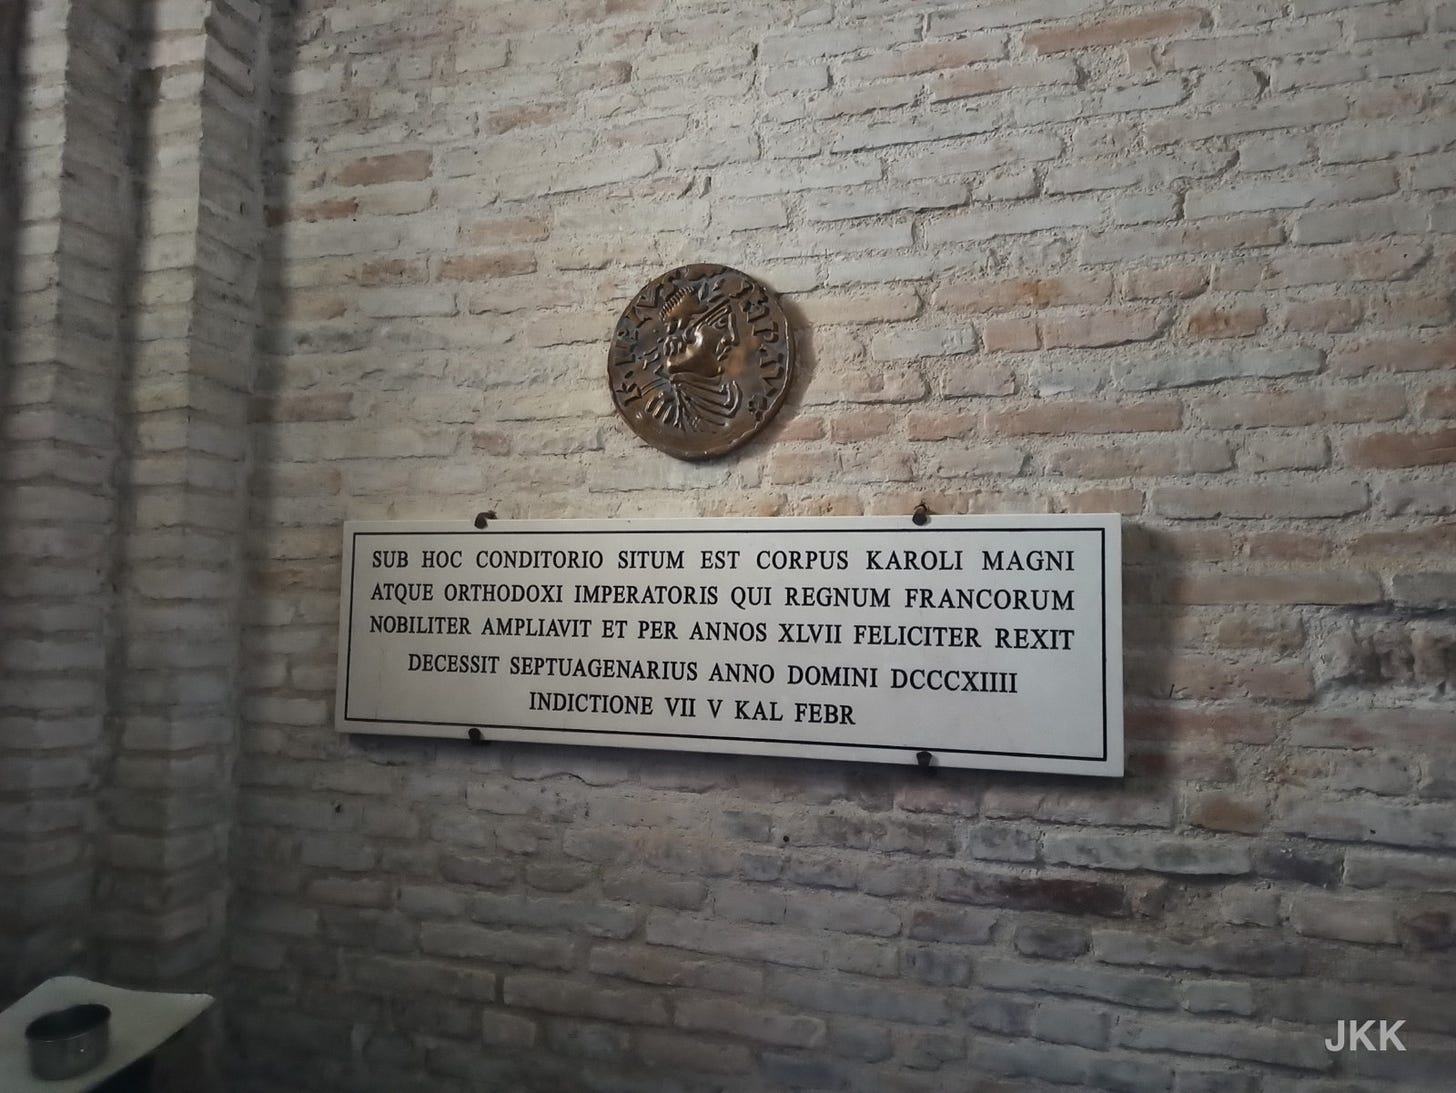 SUB HOC CONDITORIO SITUM EST CORPUS KAROLI MAGNI
ATQUE ORTHODOXI IMPERATORIS QUI REGNUM FRANCORUM
NOBILITER AMPLIAVIT ET PER ANNOS XLVII FELICITER REXIT
DECESSIT SEPTUAGENARIUS ANNO DOMINI DCCCXIIII
INDICTIONE VII V KAL FEBR
JKK